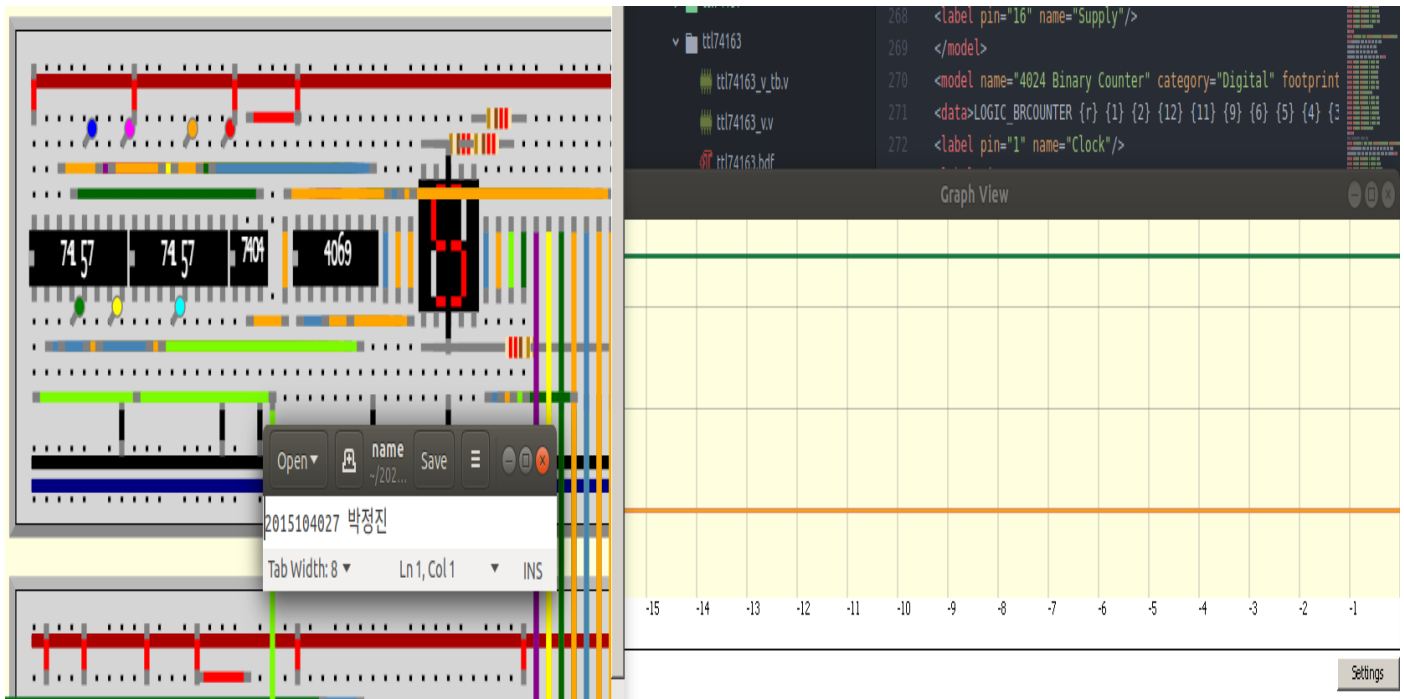 ttl74163
ttl74163_v_tb.v
ttl74163_v.v
ttl74163.bdf
268 <label pin="16" name="Supply"/>
269 </model>
270 <model name="4024 Binary Counter" category="Digital" footprint
271 <data>LOGIC_BRCOUNTER {r} {1} {2} {12} {11} {9} {6} {5} {4} {3
272 <label pin="1" name="Clock"/>
Graph View
74 57
74 57
7404
4069
Open
name
~/202...
Save
2015104027 박정진
Tab Width: 8
Ln 1, Col 1
INS
-15 -14 -13 -12 -11 -10 -9 -8 -7 -6 -5 -4 -3 -2 -1
Settings